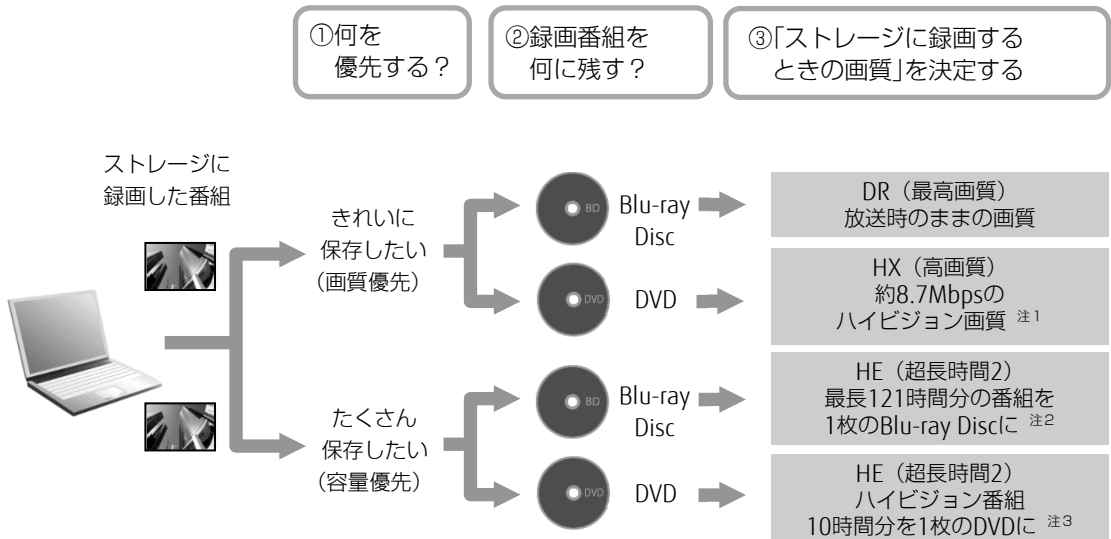 ①何を
優先する?
②録画番組を
何に残す?
③「ストレージに録画する
ときの画質」を決定する
ストレージに
録画した番組
きれいに
保存したい
(画質優先)
BD
Blu-ray
Disc
DR(最高画質)
放送時のままの画質
DVD
DVD
HX(高画質)
約8.7Mbpsの
ハイビジョン画質 注1
たくさん
保存したい
(容量優先)
BD
Blu-ray
Disc
HE(超長時間2)
最長121時間分の番組を
1枚のBlu-ray Discに 注2
DVD
DVD
HE(超長時間2)
ハイビジョン番組
10時間分を1枚のDVDに 注3